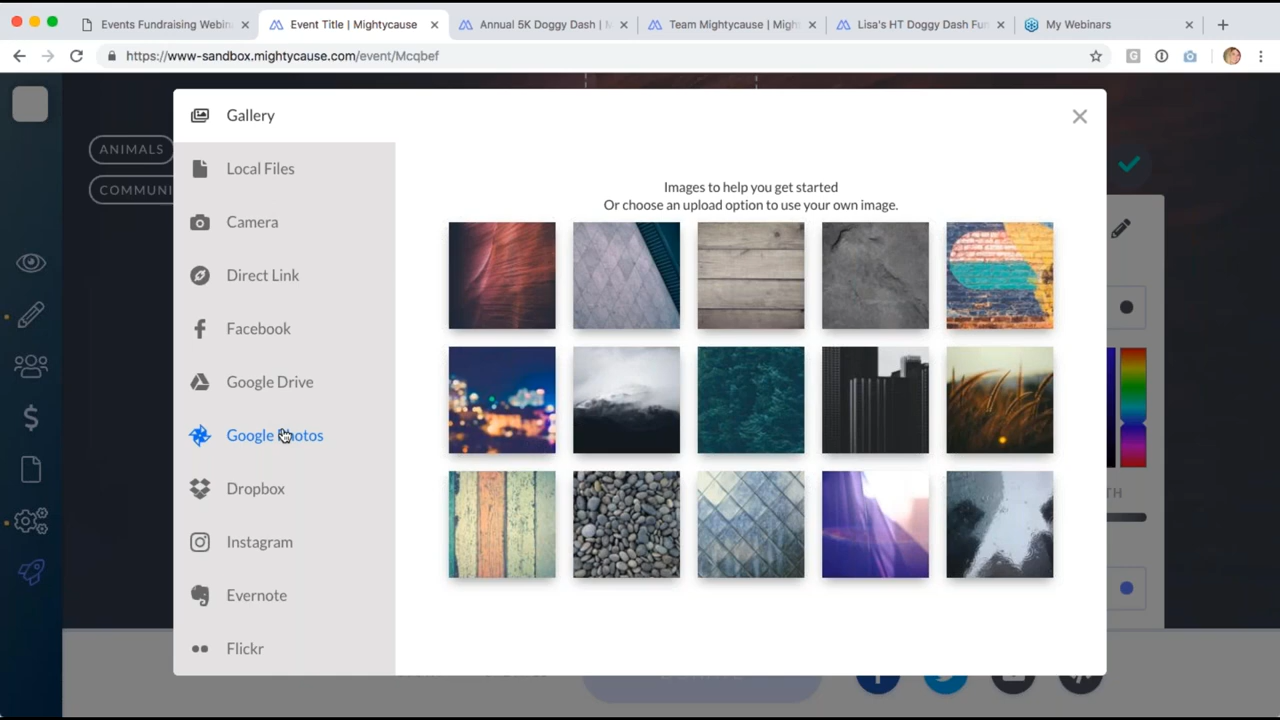 Events Fundraising Webin
Event Title | Mightycause
Annual 5K Doggy Dash | M
Team Mightycause | Migh
Lisa's HT Doggy Dash Fun
My Webinars
https://www-sandbox.mightycause.com/event/Mcqbef
Gallery
ANIMALS
COMMUNI
Local Files
Camera
Direct Link
Facebook
Google Drive
Google Photos
Dropbox
Instagram
Evernote
Flickr
Images to help you get started
Or choose an upload option to use your own image.
TH